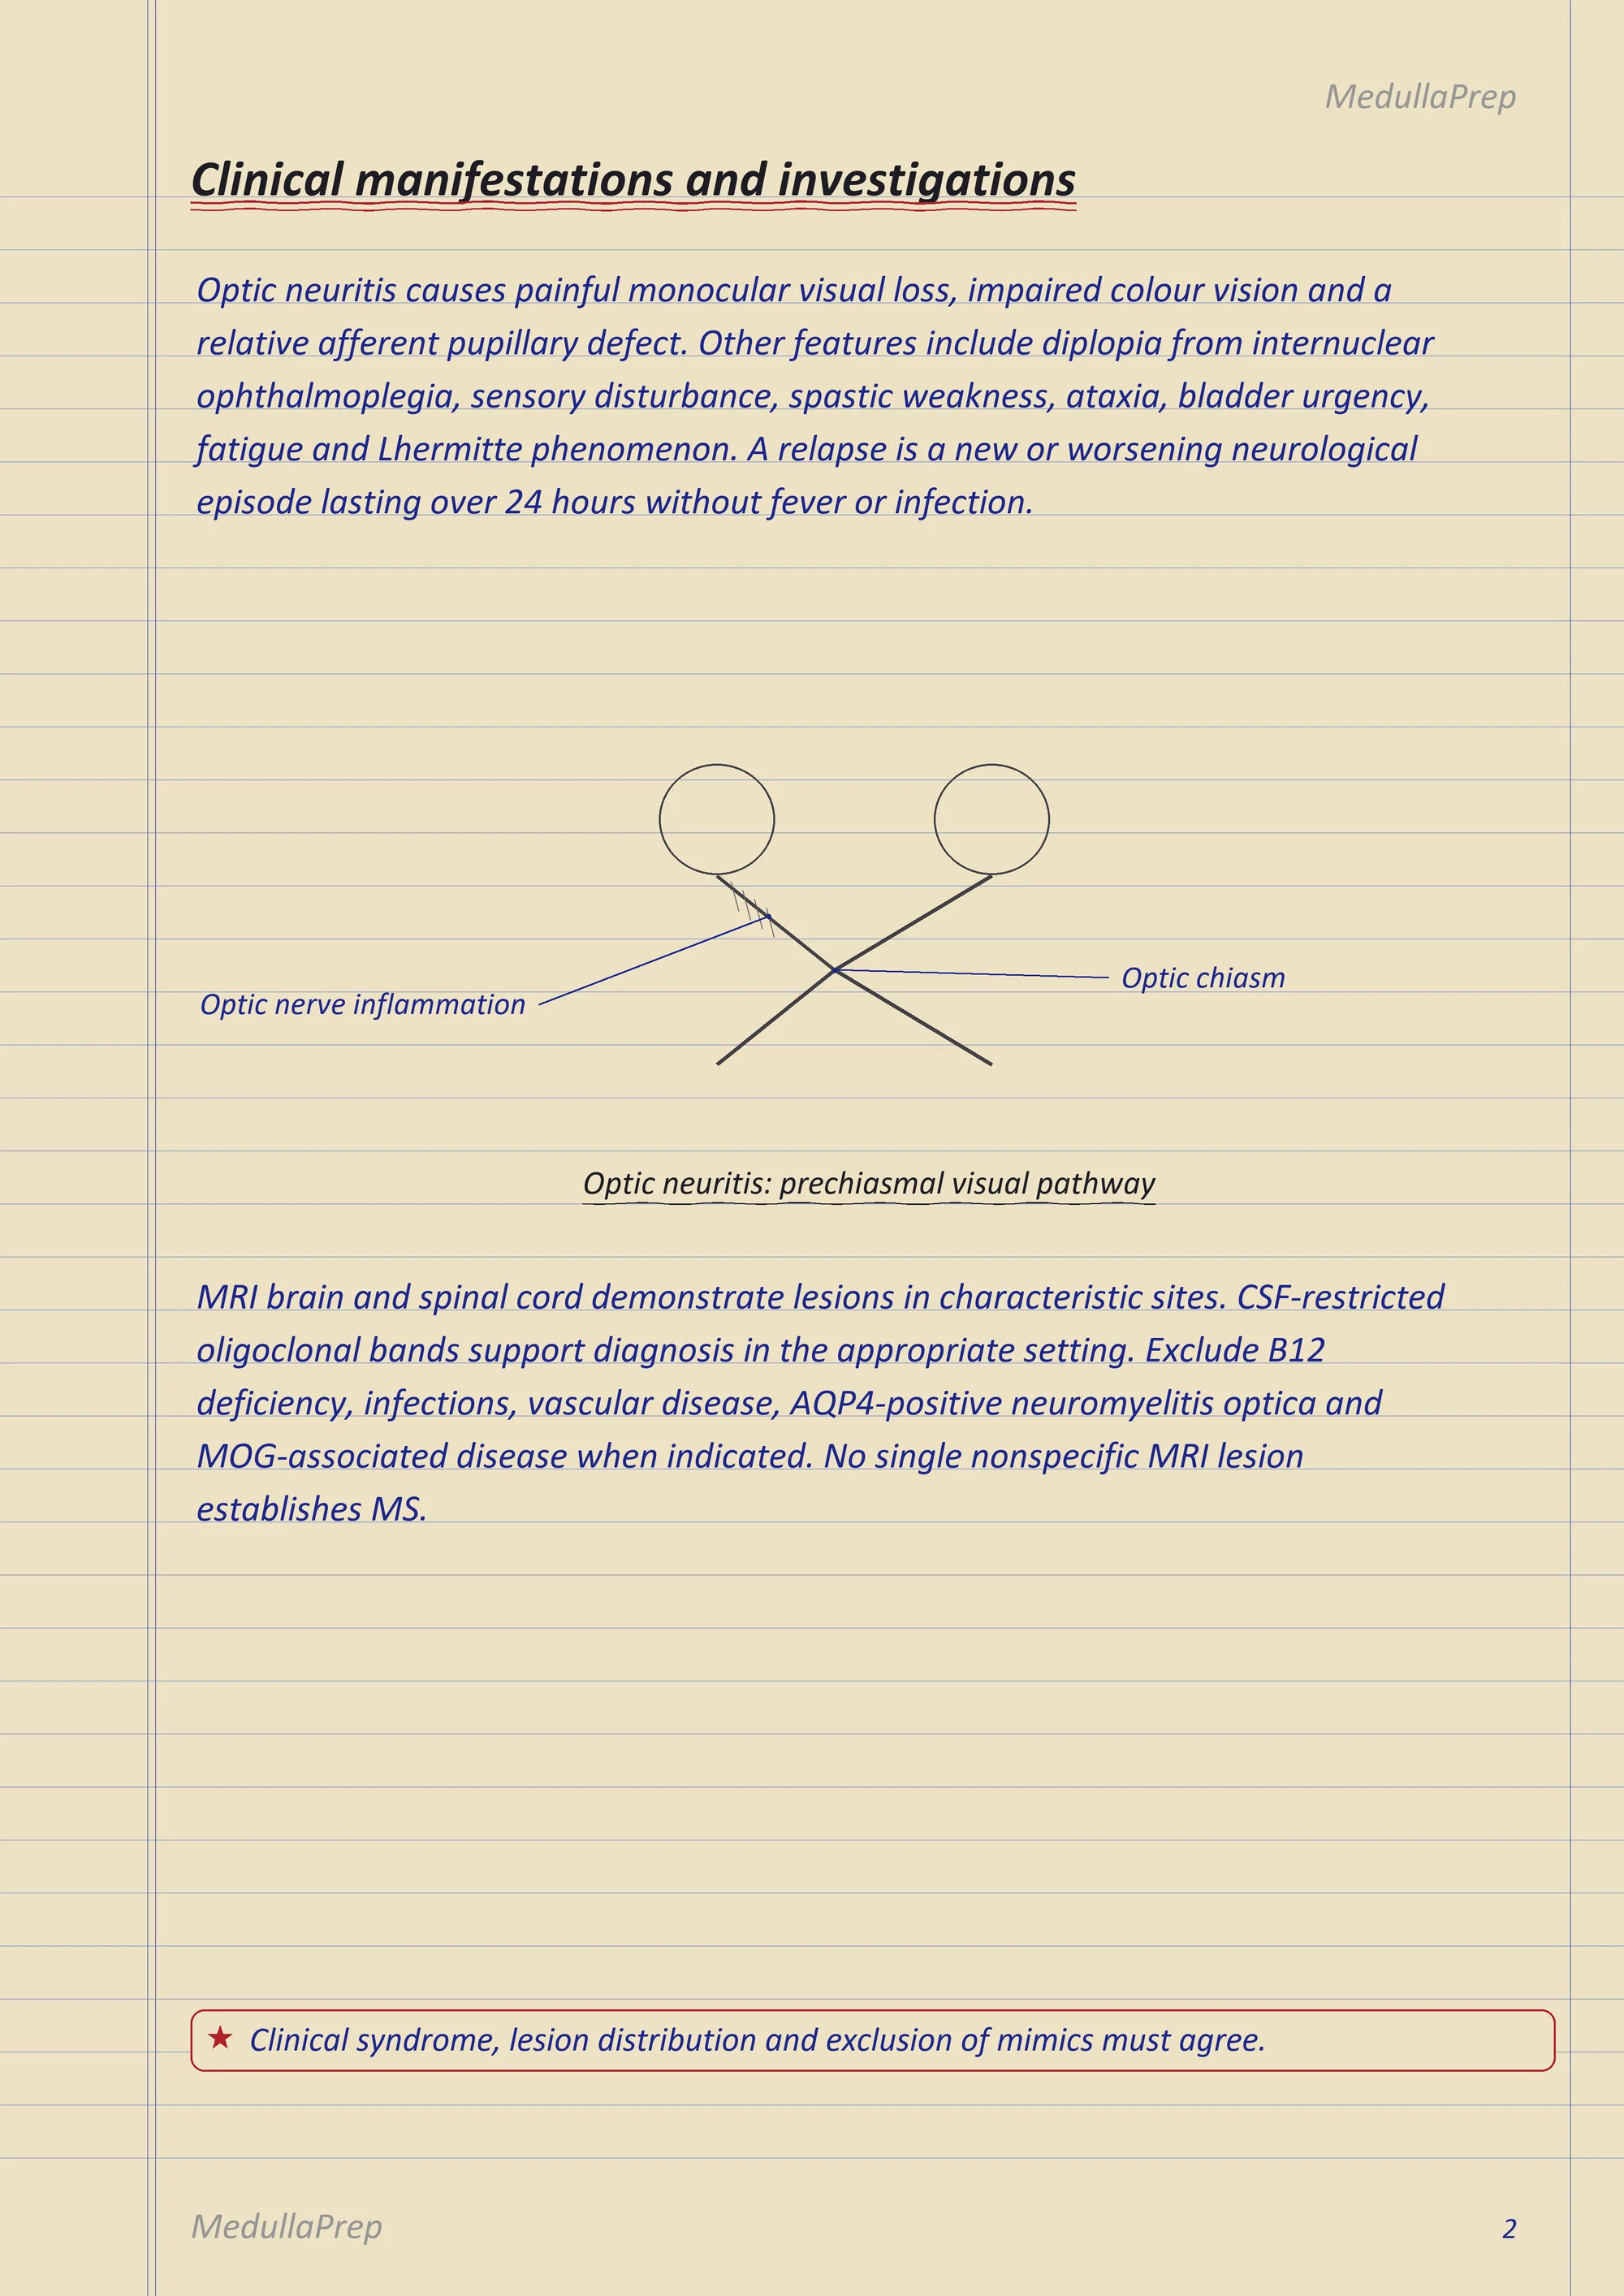 MedullaPrep
Clinical manifestations and investigations
Optic neuritis causes painful monocular visual loss, impaired colour vision and a
relative afferent pupillary defect. Other features include diplopia from internuclear
ophthalmoplegia, sensory disturbance, spastic weakness, ataxia, bladder urgency,
fatigue and Lhermitte phenomenon. A relapse is a new or worsening neurological
episode lasting over 24 hours without fever or infection.
Optic chiasm
Optic nerve inflammation
Optic neuritis: prechiasmal visual pathway
MRI brain and spinal cord demonstrate lesions in characteristic sites. CSF-restricted
oligoclonal bands support diagnosis in the appropriate setting. Exclude B12
deficiency, infections, vascular disease, AQP4-positive neuromyelitis optica and
MOG-associated disease when indicated. No single nonspecific MRI lesion
establishes MS.
★ Clinical syndrome, lesion distribution and exclusion of mimics must agree.
MedullaPrep
2